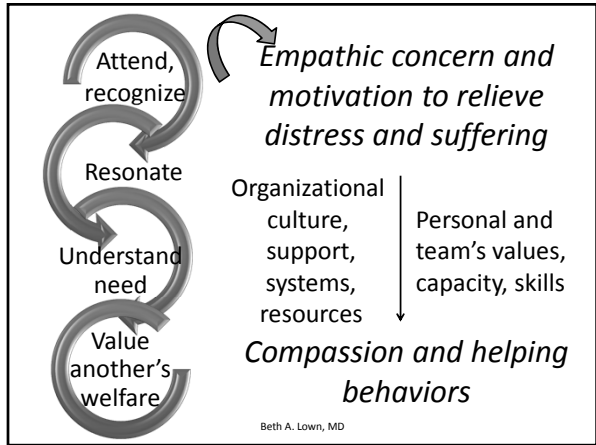 Attend,
recognize
Resonate
Understand
need
Value
another’s
welfare
Empathic concern and
motivation to relieve
distress and suffering
Organizational
culture,
support,
systems,
resources
Personal and
team’s values,
capacity, skills
Compassion and helping
behaviors
Beth A. Lown, MD